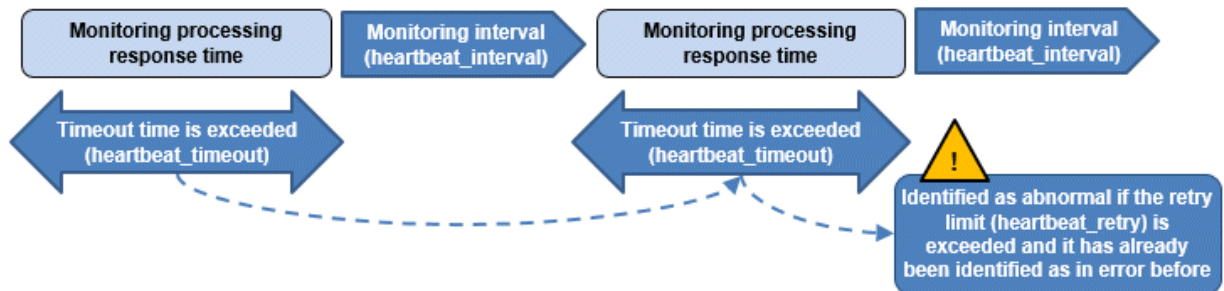 Monitoring processing
response time
Monitoring interval
(heartbeat_interval)
Monitoring processing
response time
Monitoring interval
(heartbeat_interval)
Timeout time is exceeded
(heartbeat_timeout)
Timeout time is exceeded
(heartbeat_timeout)
!
Identified as abnormal if the retry
limit (heartbeat_retry) is
exceeded and it has already
been identified as in error before